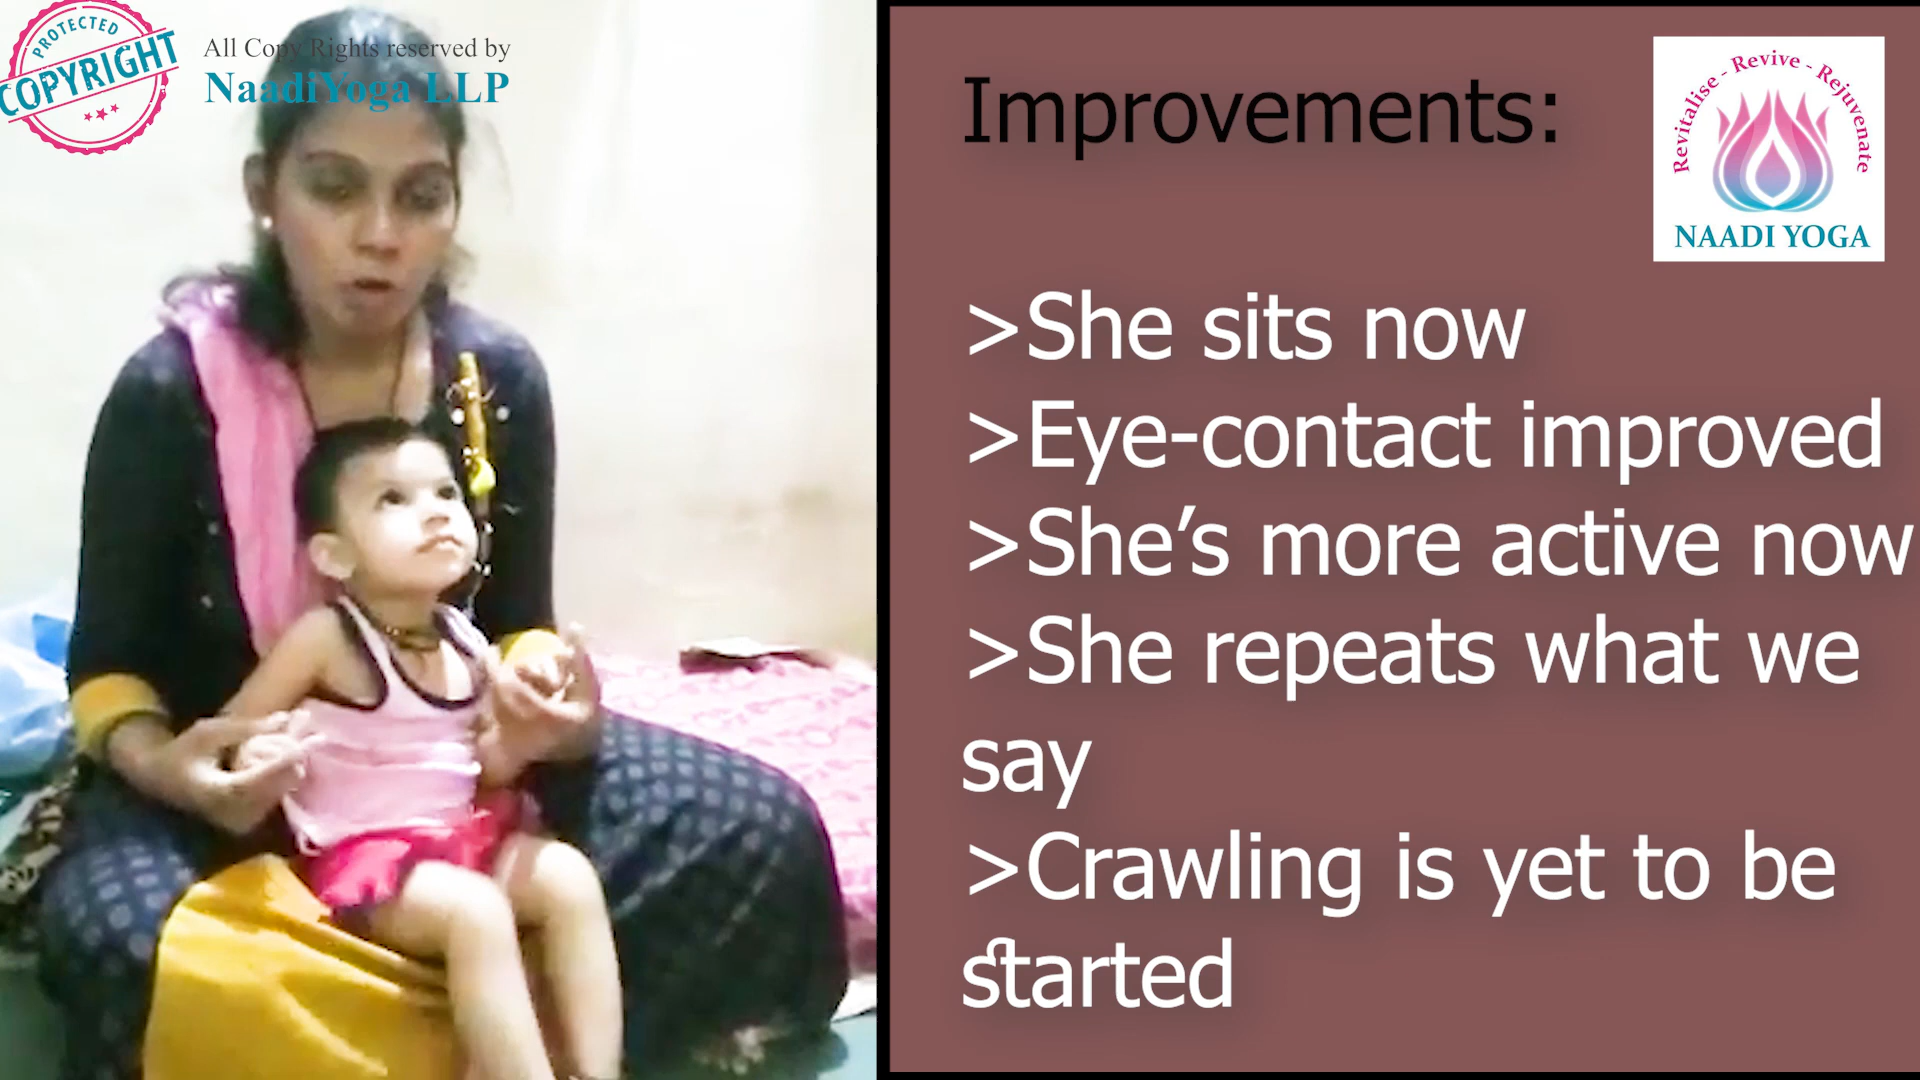 PROTECTED
COPYRIGHT
All Copy Rights reserved by
NaadiYoga LLP
Improvements:
Revitalise - Revive - Rejuvenate
NAADI YOGA
>She sits now
>Eye-contact improved
>She’s more active now
>She repeats what we
say
>Crawling is yet to be
started